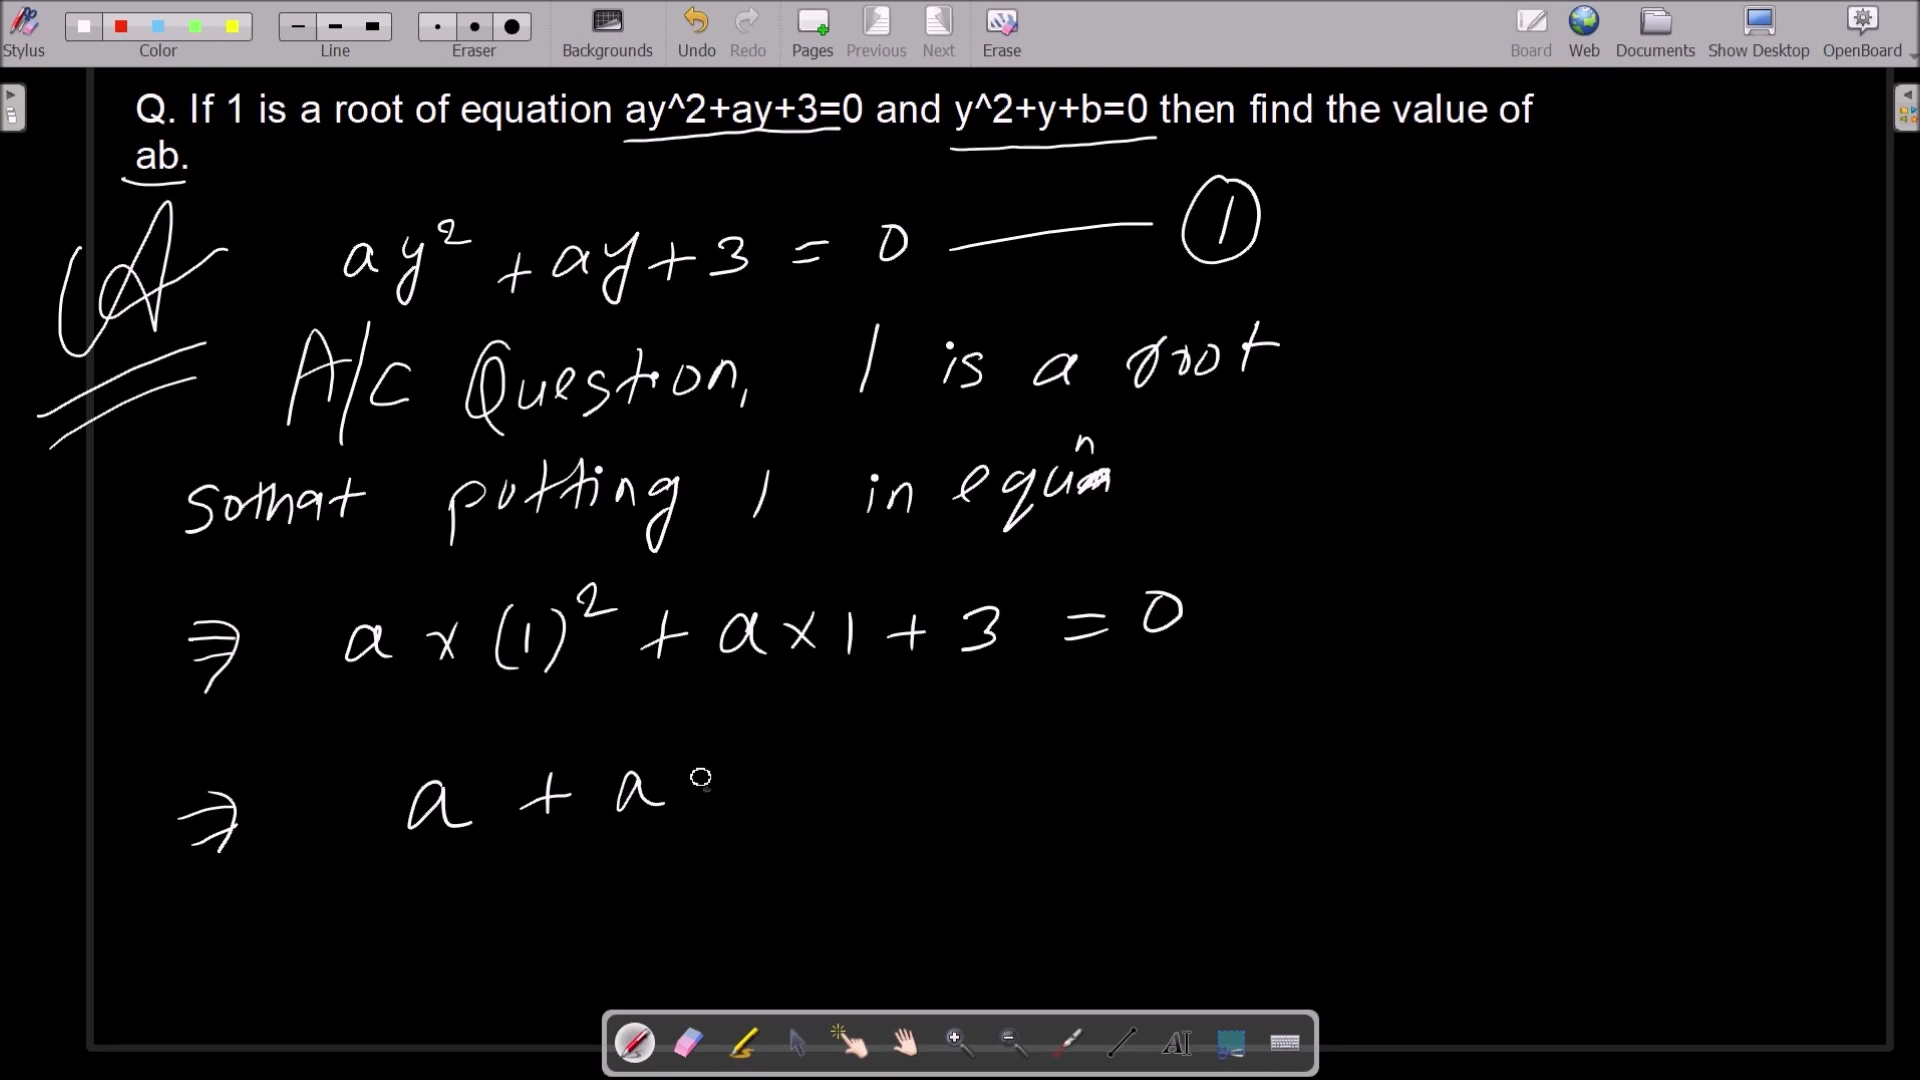 Stylus Color Line Eraser Backgrounds Undo Redo Pages Previous Next Erase Board Web Documents Show Desktop OpenBoard
Q. If 1 is a root of equation ay^2+ay+3=0 and y^2+y+b=0 then find the value of
ab.
ay² + ay + 3 = 0 —— ①
A/C Question, 1 is a root
sothat putting 1 in equⁿ
⇒ a × (1)² + a × 1 + 3 = 0
⇒ a + a
AI